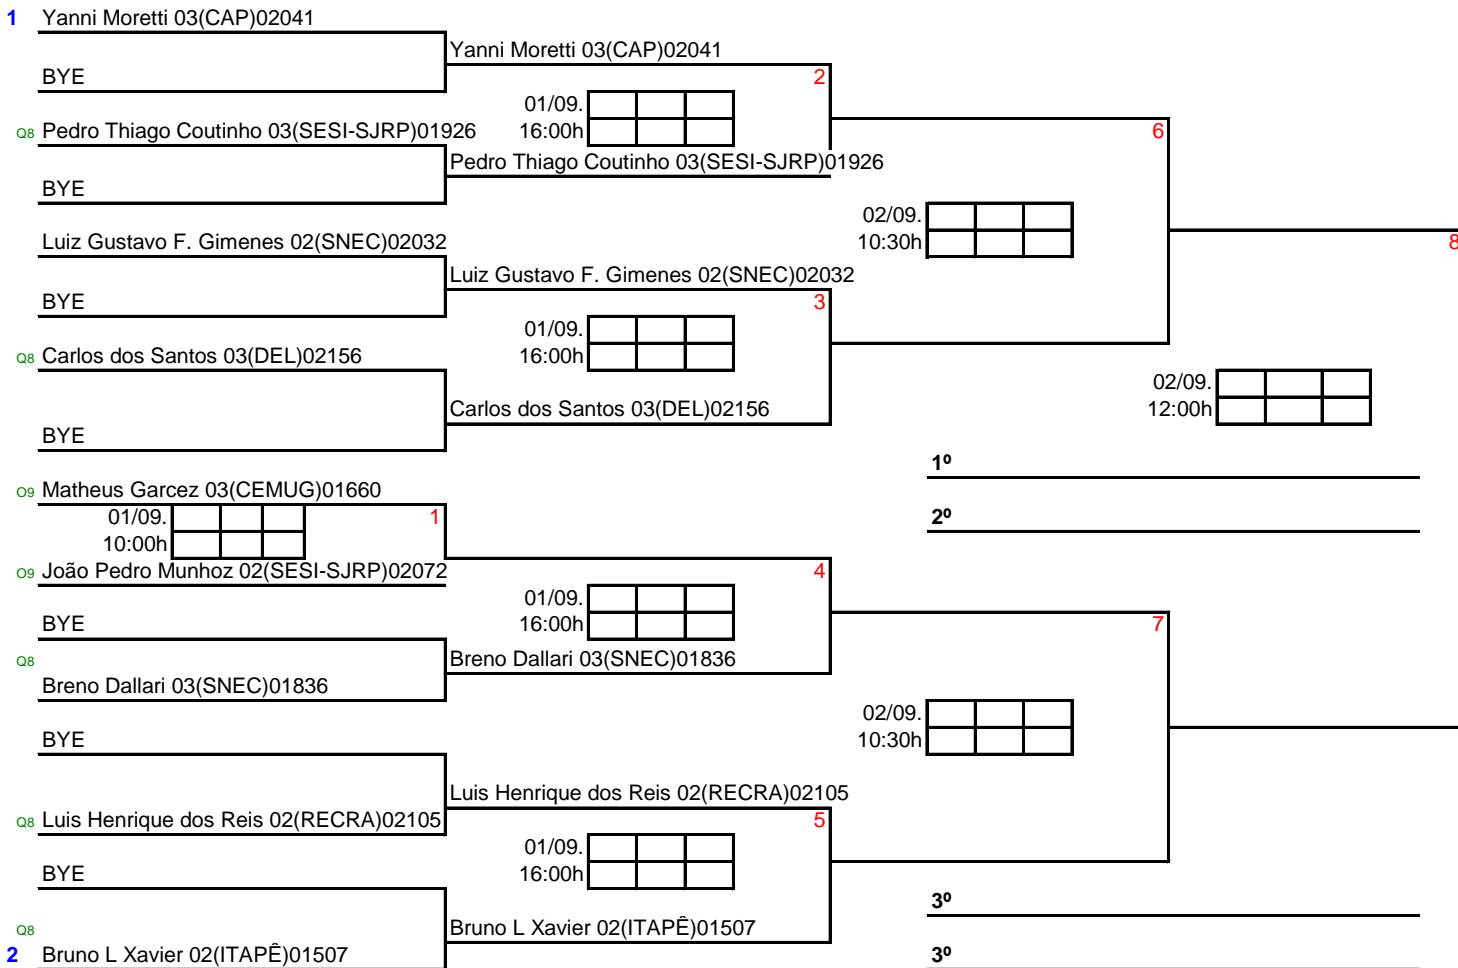 1 Yanni Moretti 03(CAP)02041
Yanni Moretti 03(CAP)02041
BYE
2
01/09.
16:00h
Q8 Pedro Thiago Coutinho 03(SESI-SJRP)01926
6
Pedro Thiago Coutinho 03(SESI-SJRP)01926
BYE
02/09.
10:30h
Luiz Gustavo F. Gimenes 02(SNEC)02032
8
Luiz Gustavo F. Gimenes 02(SNEC)02032
BYE
3
01/09.
16:00h
Q8 Carlos dos Santos 03(DEL)02156
02/09.
12:00h
Carlos dos Santos 03(DEL)02156
BYE
1º
O9 Matheus Garcez 03(CEMUG)01660
01/09.
10:00h
1
2º
O9 João Pedro Munhoz 02(SESI-SJRP)02072
4
01/09.
16:00h
BYE
7
Q8
Breno Dallari 03(SNEC)01836
Breno Dallari 03(SNEC)01836
02/09.
10:30h
BYE
Luis Henrique dos Reis 02(RECRA)02105
Q8 Luis Henrique dos Reis 02(RECRA)02105
5
01/09.
16:00h
BYE
3º
Q8
Bruno L Xavier 02(ITAPÊ)01507
2 Bruno L Xavier 02(ITAPÊ)01507
3º